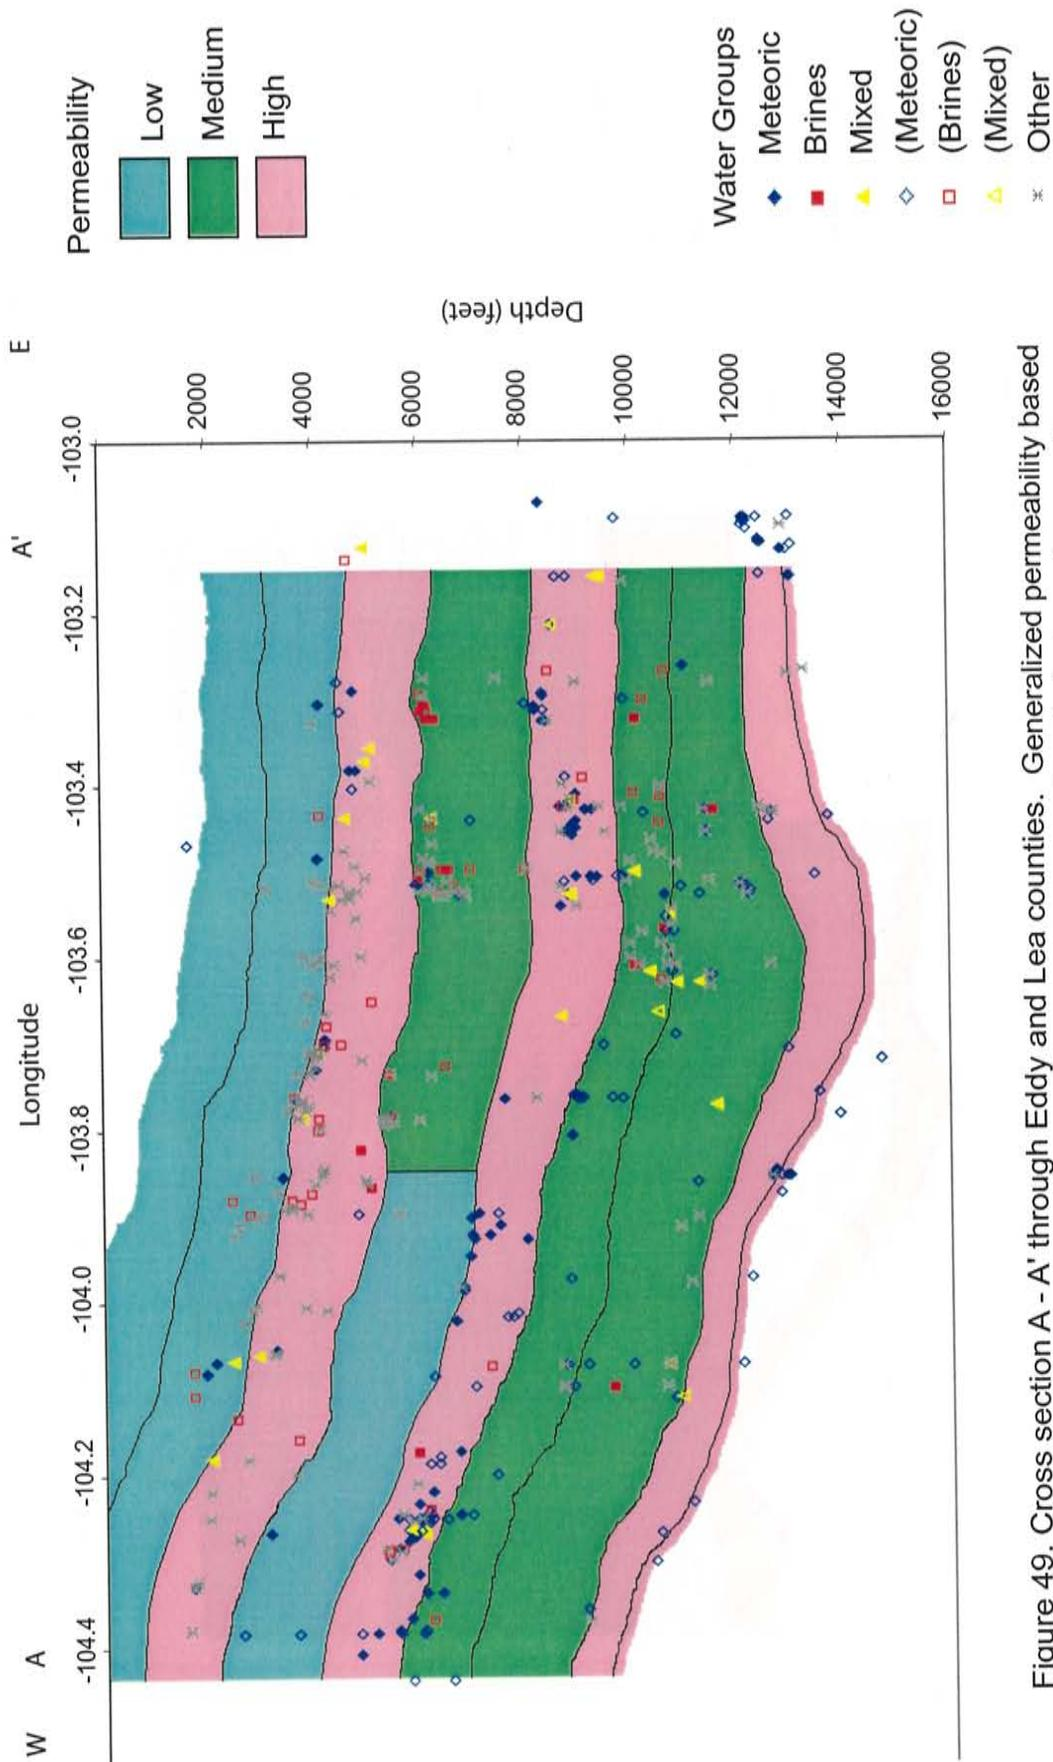 W
A
Longitude
A'
E
-104.4
-104.2
-104.0
-103.8
-103.6
-103.4
-103.2
-103.0
2000
4000
6000
8000
10000
12000
14000
16000
Depth (feet)
Permeability
Low
Medium
High
Water Groups
Meteoric
Brines
Mixed
(Meteoric)
(Brines)
(Mixed)
Other
Figure 49. Cross section A - A' through Eddy and Lea counties. Generalized permeability based